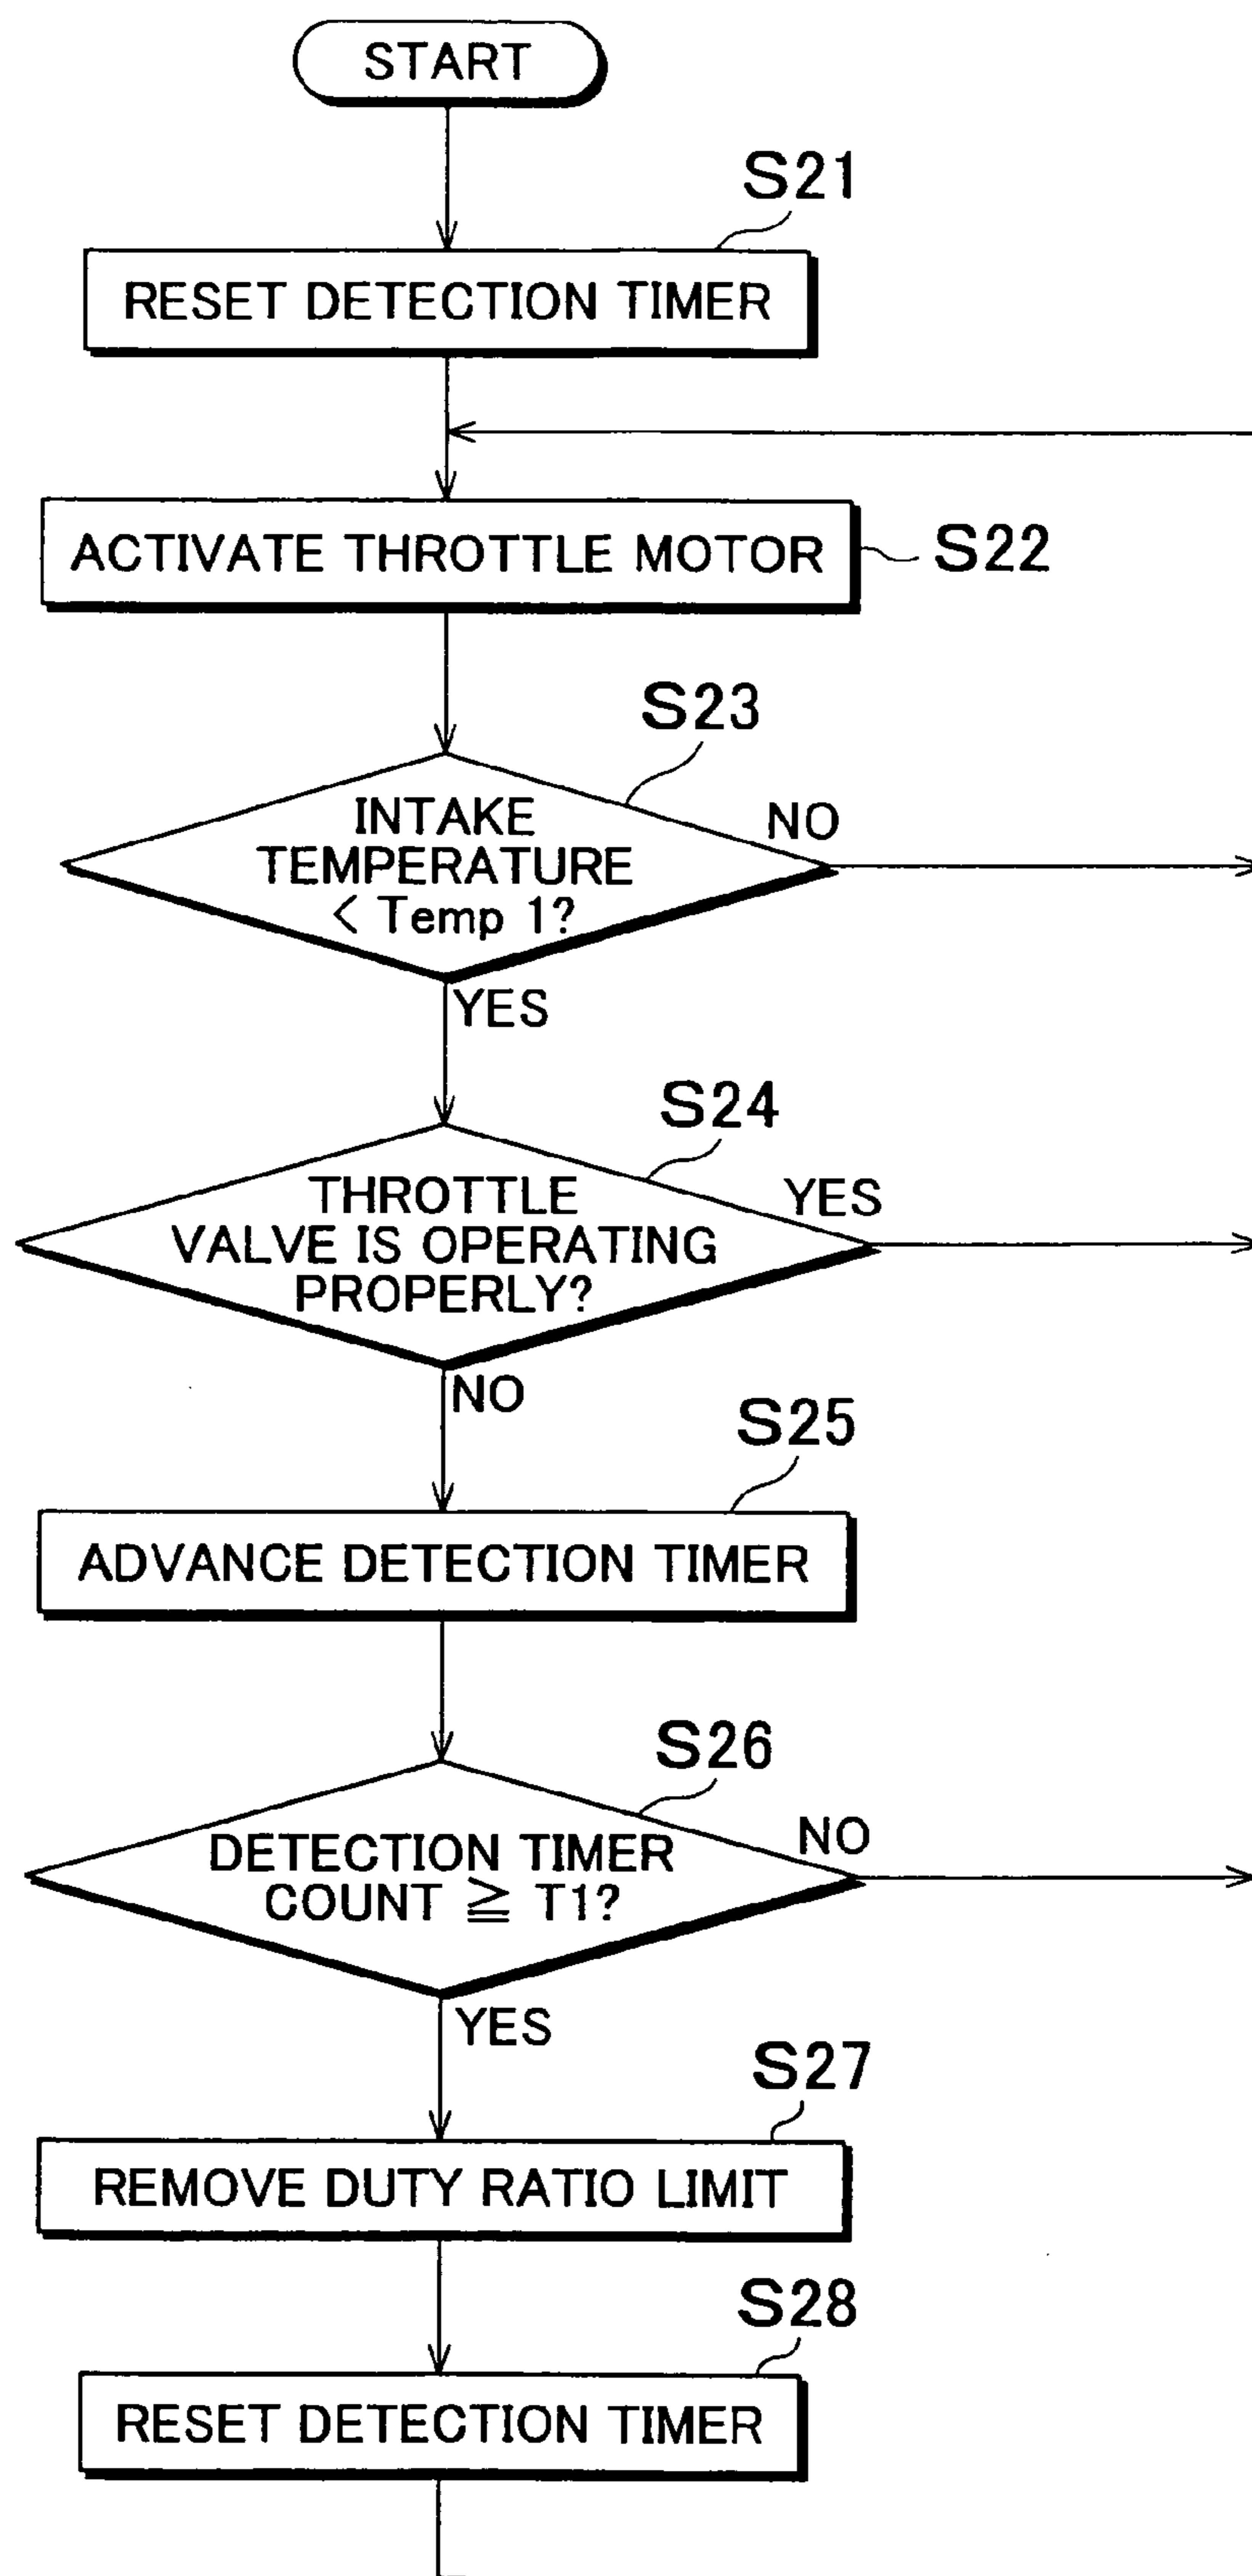 START
S21
RESET DETECTION TIMER
ACTIVATE THROTTLE MOTOR
S22
S23
INTAKE
TEMPERATURE
< Temp 1?
NO
YES
S24
THROTTLE
VALVE IS OPERATING
PROPERLY?
YES
NO
S25
ADVANCE DETECTION TIMER
S26
DETECTION TIMER
COUNT ≧ T1?
NO
YES
S27
REMOVE DUTY RATIO LIMIT
S28
RESET DETECTION TIMER